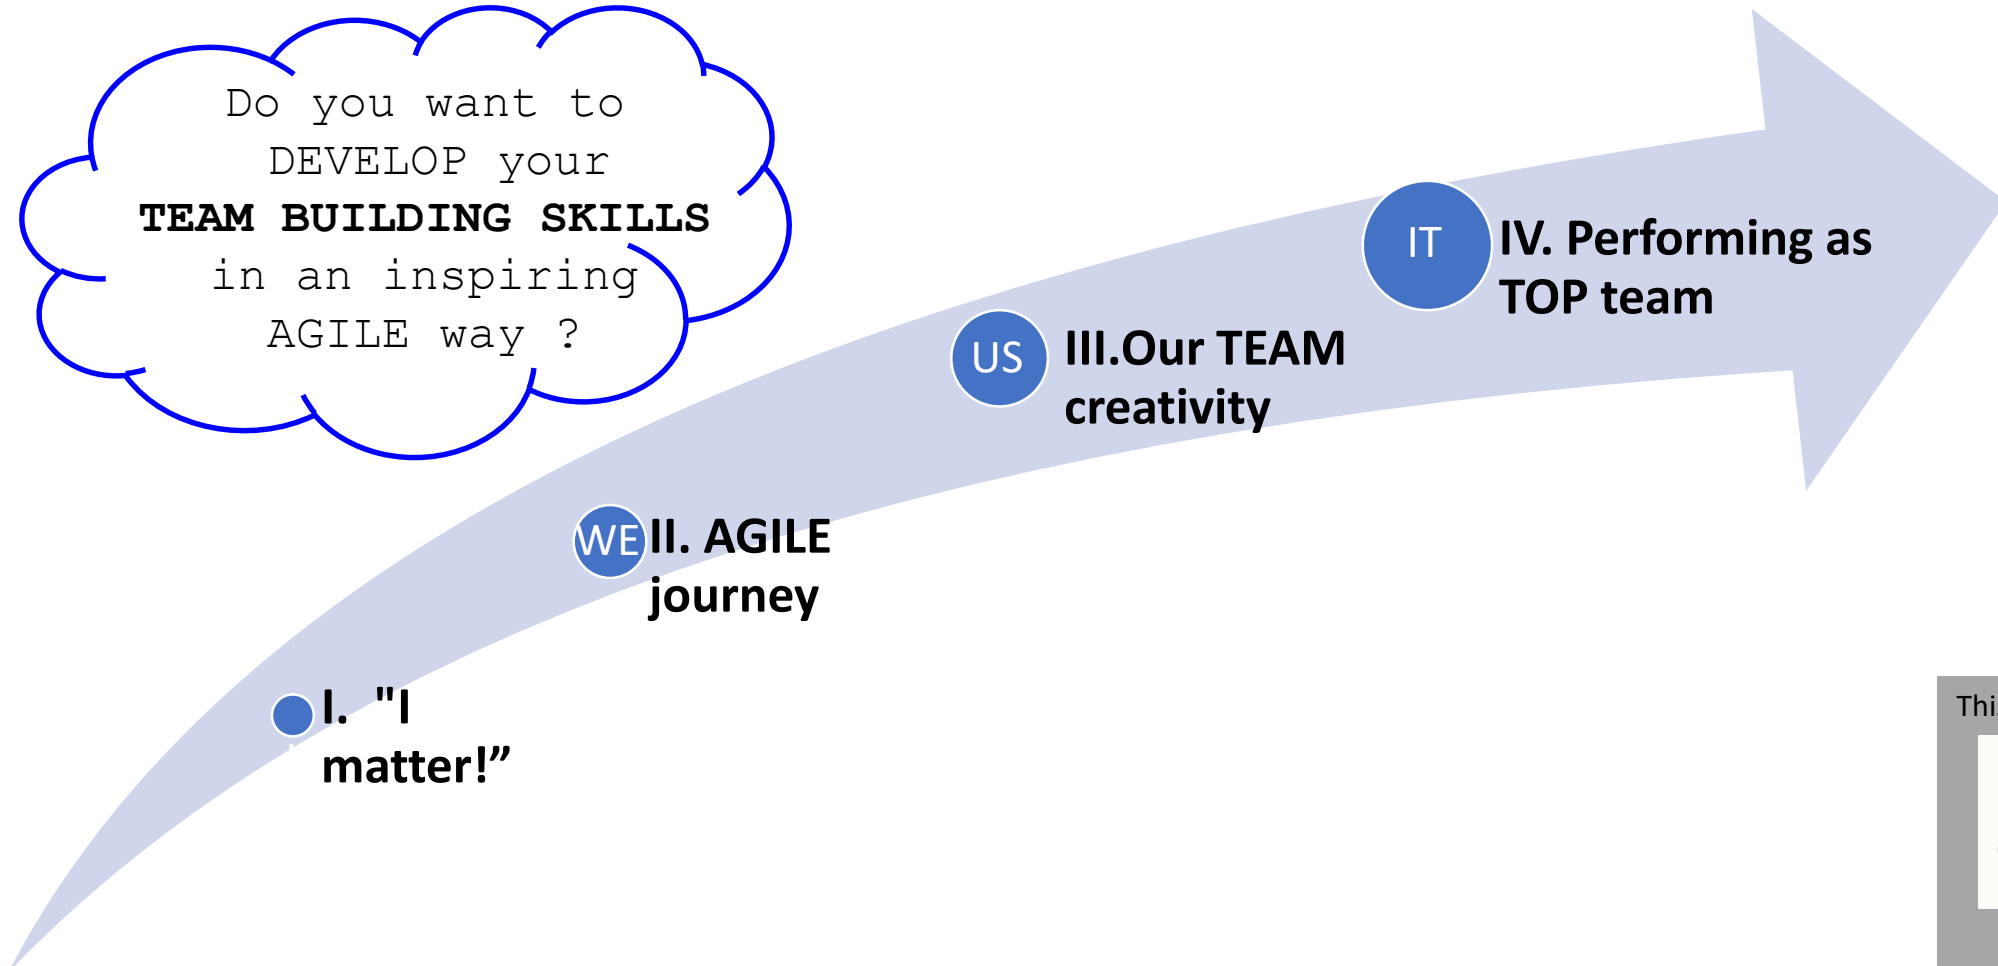 Do you want to
DEVELOP your
TEAM BUILDING SKILLS
in an inspiring
AGILE way ?
IT
IV. Performing as
TOP team
US
III.Our TEAM
creativity
WE
II. AGILE
journey
I. "I
matter!”